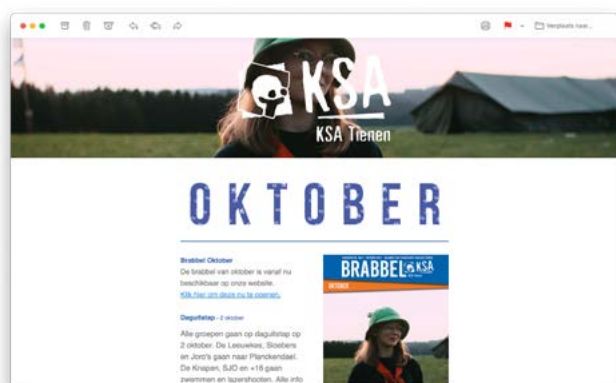 Verplaats naar...
KSA
KSA Tienen
OKTOBER
Brabbel Oktober
De brabbel van oktober is vanaf nu
beschikbaar op onze website.
Klik hier om deze nu te openen.
BRABBEL KSA
OKTOBER
Daguitstap - 2 oktober
Alle groepen gaan op daguitstap op
2 oktober. De Leeuwkes, Sloebers
en Joro's gaan naar Planckendael.
De Knapen, SJO en +16 gaan
zwemmen en lasershooten. Alle info